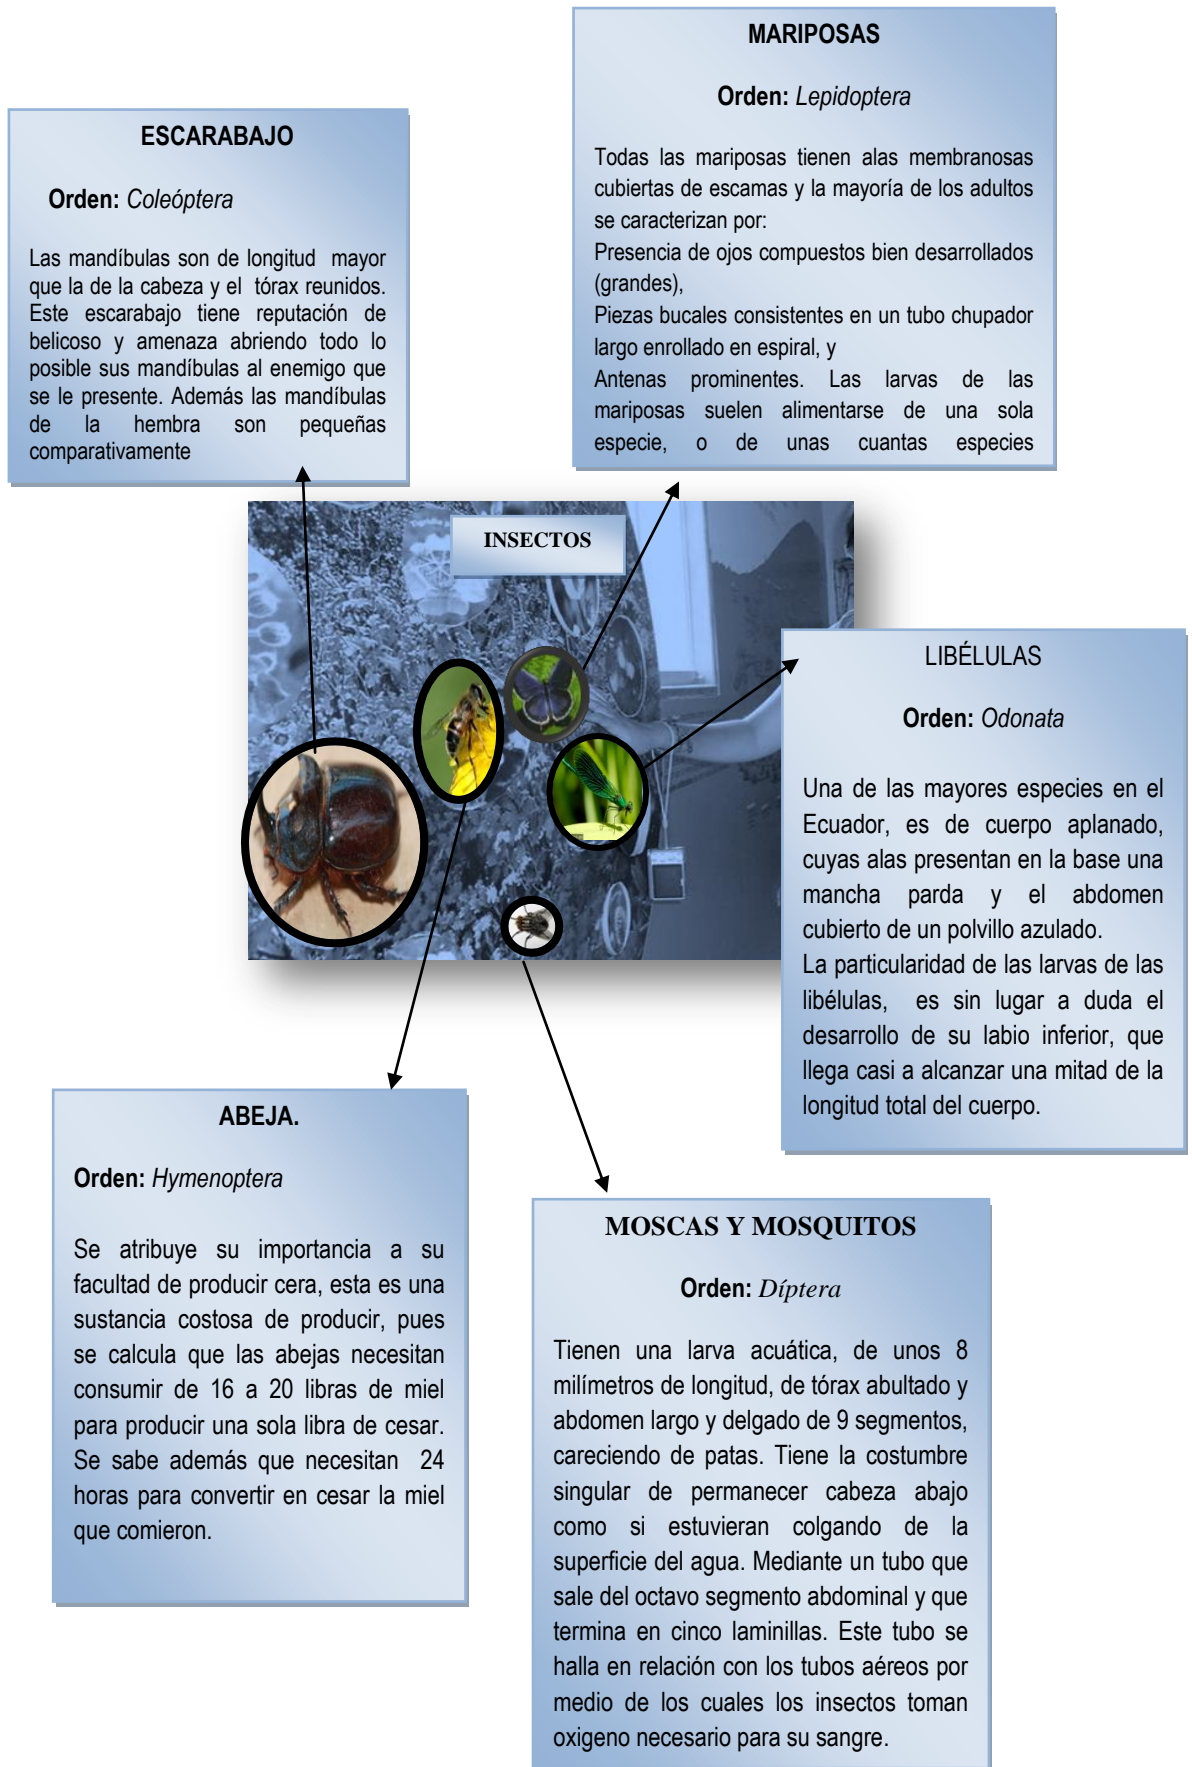 MARIPOSAS
Orden: Lepidoptera
Todas las mariposas tienen alas membranosas
cubiertas de escamas y la mayoría de los adultos
se caracterizan por:
Presencia de ojos compuestos bien desarrollados
(grandes),
Piezas bucales consistentes en un tubo chupador
largo enrollado en espiral, y
Antenas prominentes. Las larvas de las
mariposas suelen alimentarse de una sola
especie, o de unas cuantas especies
ESCARABAJO
Orden: Coleóptera
Las mandíbulas son de longitud mayor
que la de la cabeza y el tórax reunidos.
Este escarabajo tiene reputación de
belicoso y amenaza abriendo todo lo
posible sus mandíbulas al enemigo que
se le presente. Además las mandíbulas
de la hembra son pequeñas
comparativamente
INSECTOS
LIBÉLULAS
Orden: Odonata
Una de las mayores especies en el
Ecuador, es de cuerpo aplanado,
cuyas alas presentan en la base una
mancha parda y el abdomen
cubierto de un polvillo azulado.
La particularidad de las larvas de las
libélulas, es sin lugar a duda el
desarrollo de su labio inferior, que
llega casi a alcanzar una mitad de la
longitud total del cuerpo.
ABEJA.
Orden: Hymenoptera
Se atribuye su importancia a su
facultad de producir cera, esta es una
sustancia costosa de producir, pues
se calcula que las abejas necesitan
consumir de 16 a 20 libras de miel
para producir una sola libra de cesar.
Se sabe además que necesitan 24
horas para convertir en cesar la miel
que comieron.
MOSCAS Y MOSQUITOS
Orden: Díptera
Tienen una larva acuática, de unos 8
milímetros de longitud, de tórax abultado y
abdomen largo y delgado de 9 segmentos,
careciendo de patas. Tiene la costumbre
singular de permanecer cabeza abajo
como si estuvieran colgando de la
superficie del agua. Mediante un tubo que
sale del octavo segmento abdominal y que
termina en cinco laminillas. Este tubo se
halla en relación con los tubos aéreos por
medio de los cuales los insectos toman
oxigeno necesario para su sangre.